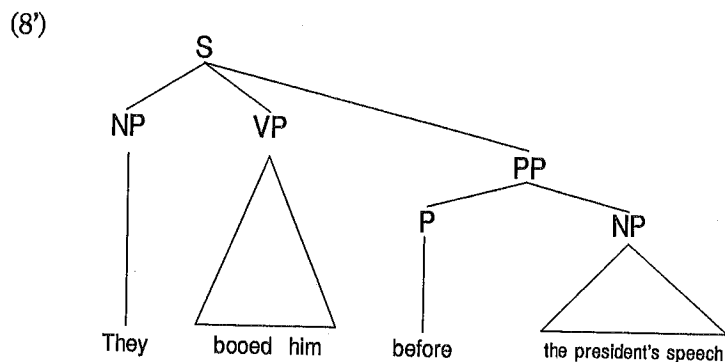 (8')
S
NP VP
PP
P NP
They booed him before the president's speech